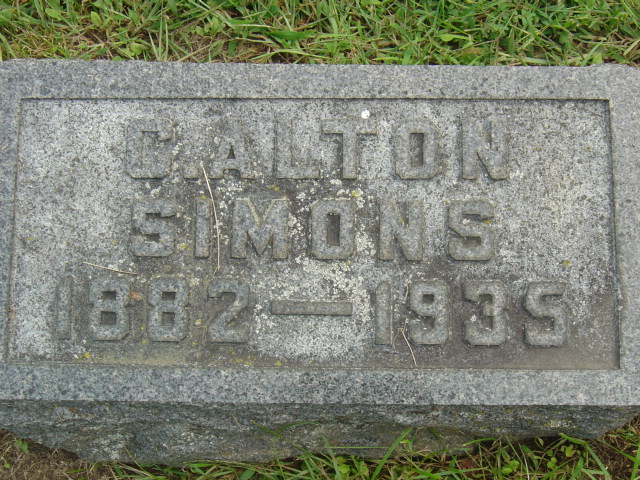 C. ALTON
SIMONS
1882 — 1935